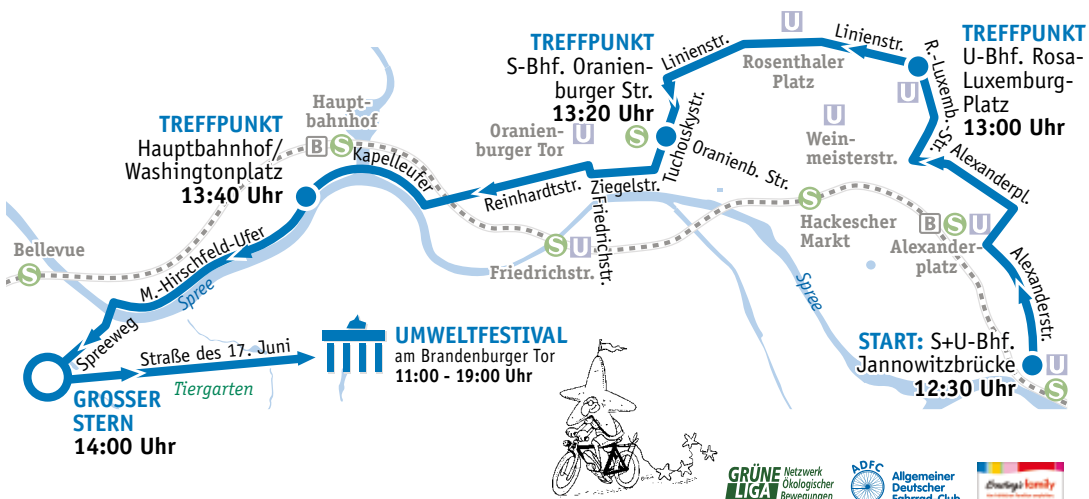 TREFFPUNKT
U-Bhf. Rosa-
Luxemburg-
Platz
13:00 Uhr
TREFFPUNKT
S-Bhf. Oranien-
burger Str.
13:20 Uhr
TREFFPUNKT
Hauptbahnhof/
Washingtonplatz
13:40 Uhr
START: S+U-Bhf.
Jannowitzbrücke
12:30 Uhr
GROSSER
STERN
14:00 Uhr
UMWELTFESTIVAL
am Brandenburger Tor
11:00 - 19:00 Uhr
Alexanderstr.
Alexanderpl.
R.-Luxemb.-Str.
Linienstr.
Linienstr.
Tucholskystr.
Oranienb. Str.
Ziegelstr.
Friedrichstr.
Reinhardtstr.
Kapelleufer
M.-Hirschfeld-Ufer
Spreeweg
Straße des 17. Juni
Tiergarten
Spree
Spree
Haupt-
bahnhof
B
S
Bellevue
S
Oranien-
burger Tor
U
S
U
Rosenthaler
Platz
U
U
Wein-
meisterstr.
S
Hackescher
Markt
B
S
U
Alexander-
platz
S
U
Friedrichstr.
U
S
GRÜNE
LIGA
Netzwerk
Ökologischer
Bewegungen
ADFC
Allgemeiner
Deutscher
Fahrrad-Club
family